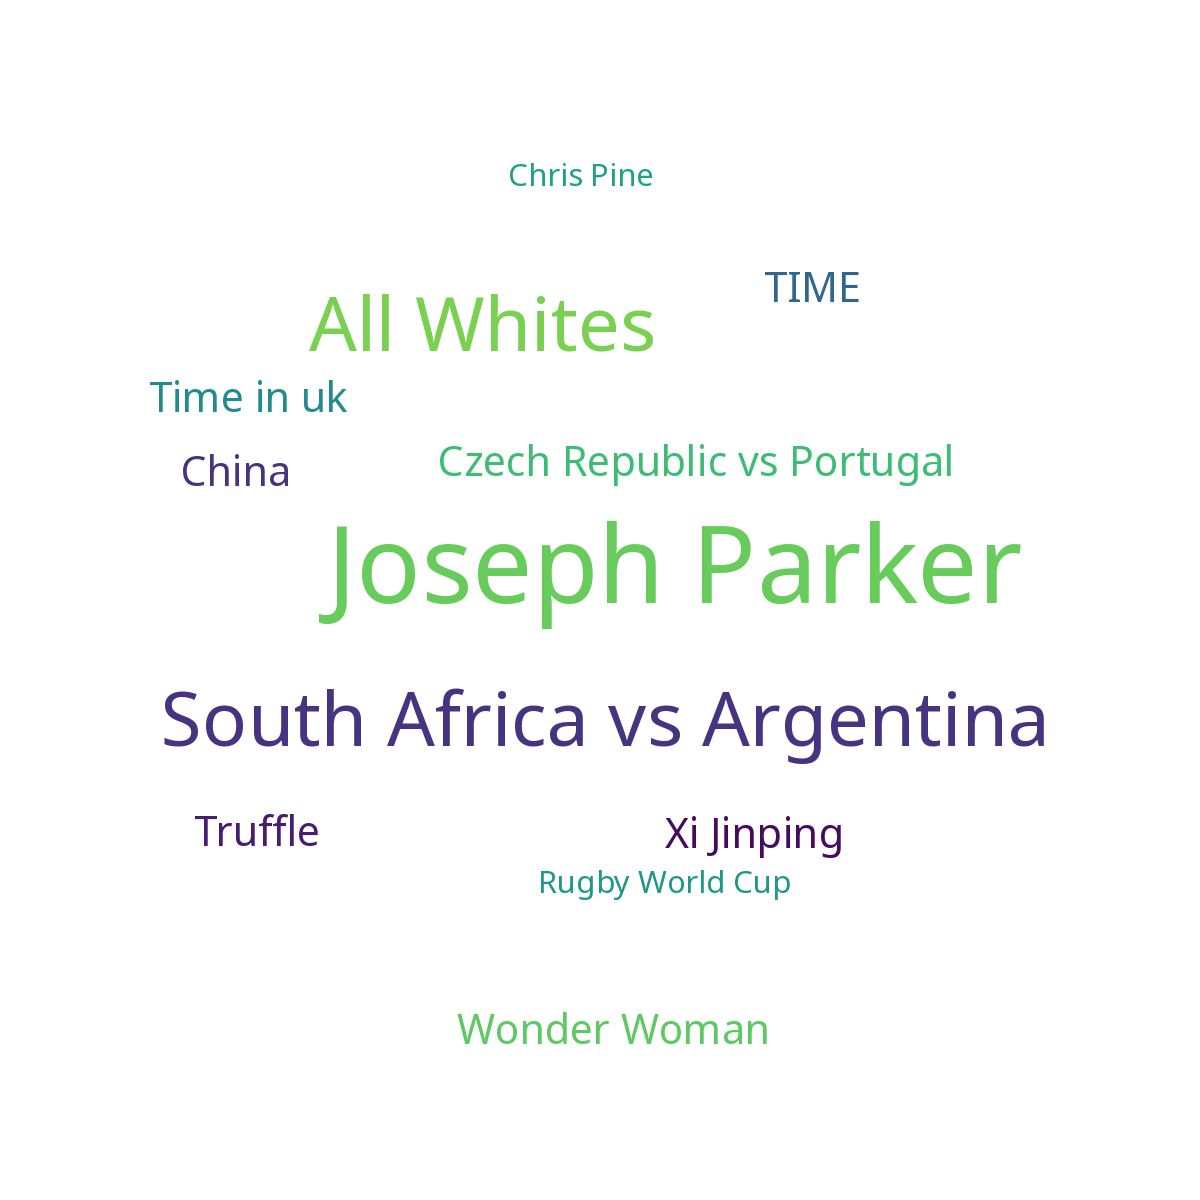 Chris Pine
TIME
All Whites
Time in uk
Czech Republic vs Portugal
China
Joseph Parker
South Africa vs Argentina
Truffle
Xi Jinping
Rugby World Cup
Wonder Woman